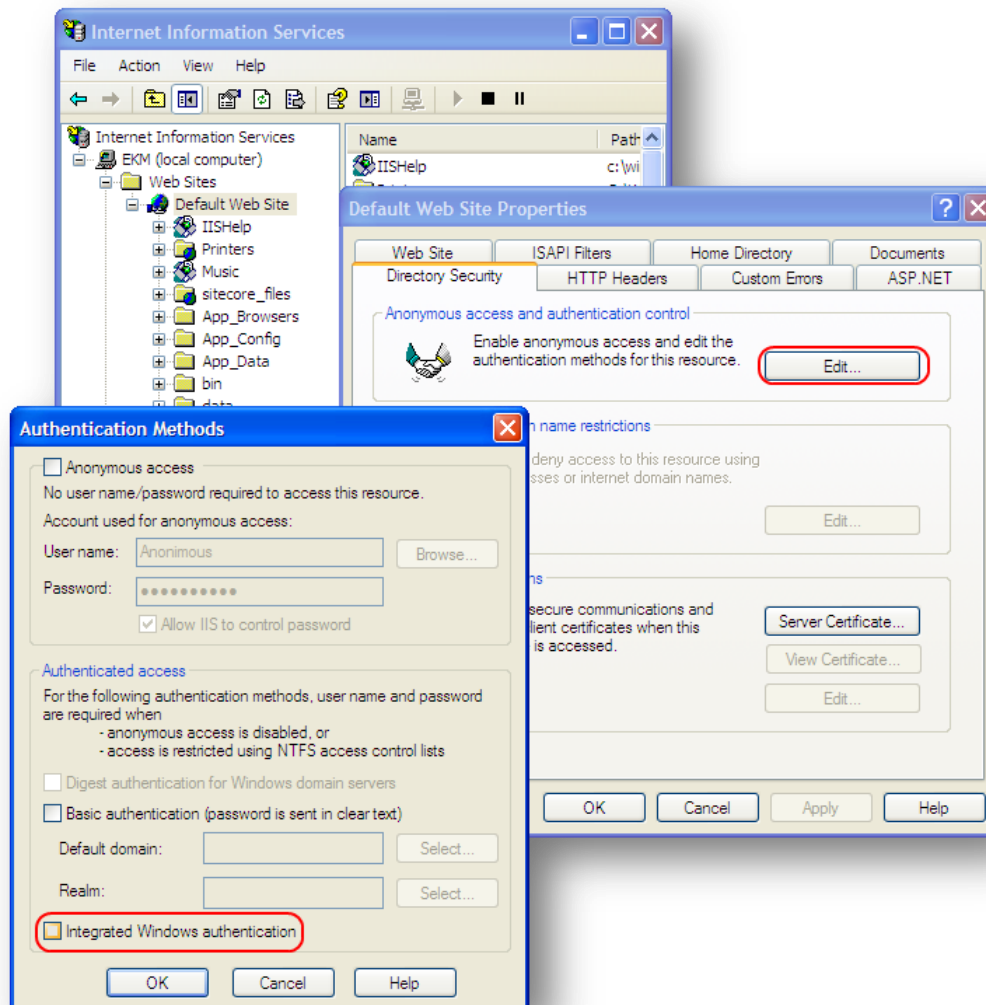 Internet Information Services
File Action View Help
Internet Information Services
EKM (local computer)
Web Sites
Default Web Site
IISHelp
Printers
Music
sitecore_files
App_Browsers
App_Config
App_Data
bin
data
Name Path
IISHelp c:\wi
Default Web Site Properties
Web Site ISAPI Filters Home Directory Documents
Directory Security HTTP Headers Custom Errors ASP.NET
Anonymous access and authentication control
Enable anonymous access and edit the
authentication methods for this resource.
Edit...
n name restrictions
deny access to this resource using
sses or internet domain names.
Edit...
ns
secure communications and
lient certificates when this
is accessed.
Server Certificate...
View Certificate...
Edit...
OK Cancel Apply Help
Authentication Methods
Anonymous access
No user name/password required to access this resource.
Account used for anonymous access:
User name: Anonimous Browse...
Password: ••••••••••
Allow IIS to control password
Authenticated access
For the following authentication methods, user name and password
are required when
- anonymous access is disabled, or
- access is restricted using NTFS access control lists
Digest authentication for Windows domain servers
Basic authentication (password is sent in clear text)
Default domain: Select...
Realm: Select...
Integrated Windows authentication
OK Cancel Help